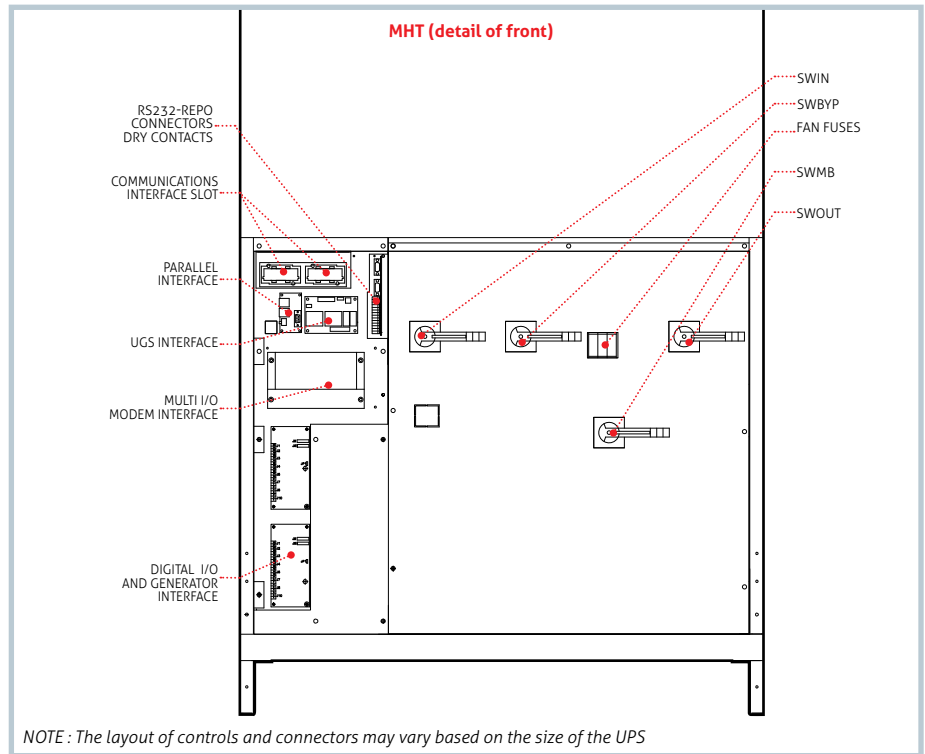 MHT (detail of front)
RS232-REPO
CONNECTORS
DRY CONTACTS
COMMUNICATIONS
INTERFACE SLOT
PARALLEL
INTERFACE
UGS INTERFACE
MULTI I/O
MODEM INTERFACE
DIGITAL I/O
AND GENERATOR
INTERFACE
SWIN
SWBYP
FAN FUSES
SWMB
SWOUT
NOTE : The layout of controls and connectors may vary based on the size of the UPS